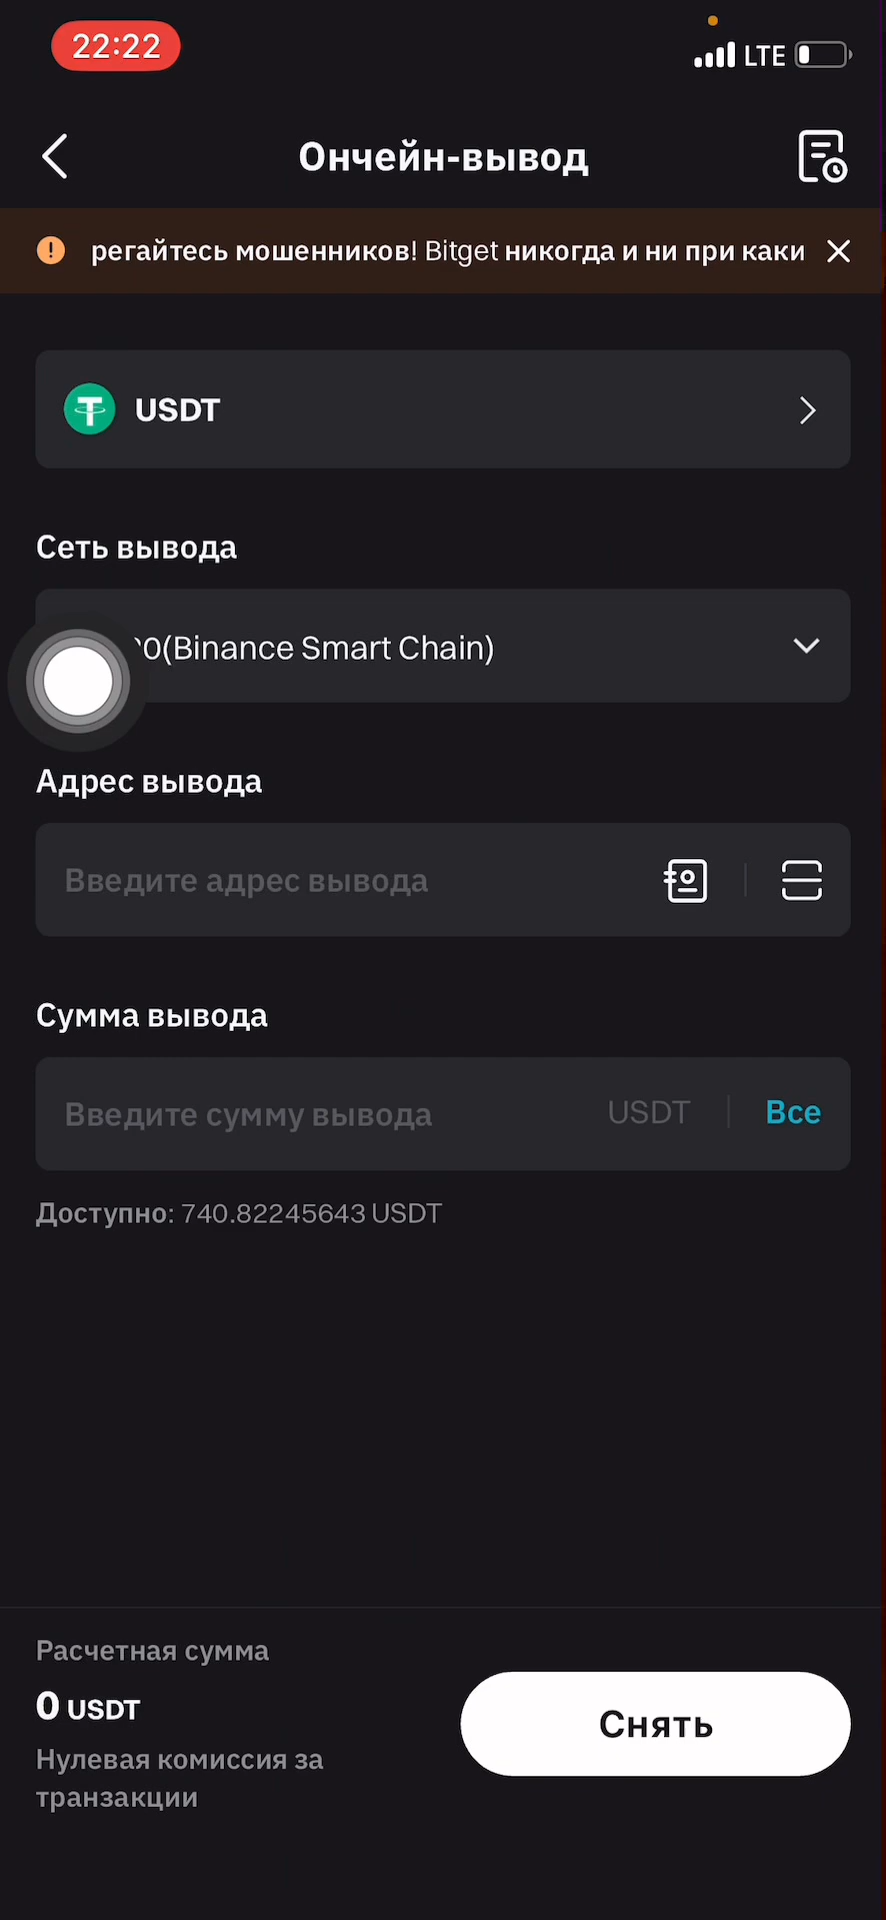 22:22
LTE
Ончейн-вывод
регайтесь мошенников! Bitget никогда и ни при каки
USDT
Сеть вывода
0(Binance Smart Chain)
Адрес вывода
Введите адрес вывода
Сумма вывода
Введите сумму вывода USDT Все
Доступно: 740.82245643 USDT
Расчетная сумма
0 USDT
Снять
Нулевая комиссия за
транзакции